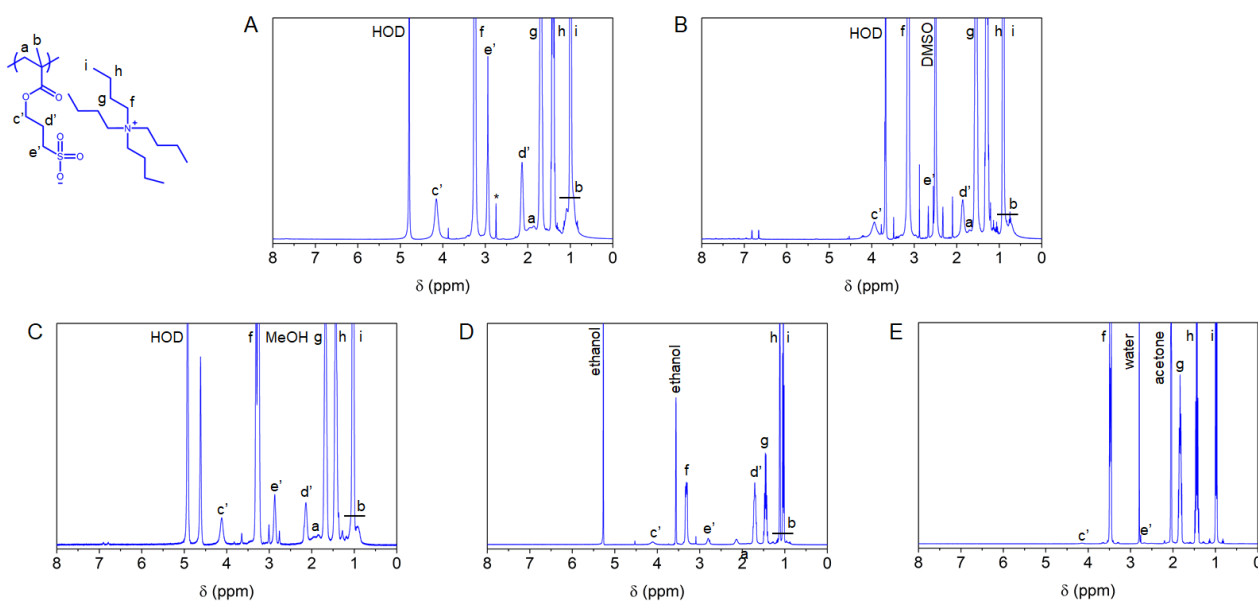 a b
i h
g f
O
O
c' d'
N
+
e'
O
S O
O
−
A
HOD f e' g h i
d'
c' a b
*
8 7 6 5 4 3 2 1 0
δ (ppm)
B
HOD f DMSO g h i
e' d'
c' a b
8 7 6 5 4 3 2 1 0
δ (ppm)
C
HOD f MeOH g h i
e' d'
c' a b
8 7 6 5 4 3 2 1 0
δ (ppm)
D
ethanol ethanol h i
g
f d'
c' e' b
a
8 7 6 5 4 3 2 1 0
δ (ppm)
E
f water acetone h i
g
c' e'
8 7 6 5 4 3 2 1 0
δ (ppm)